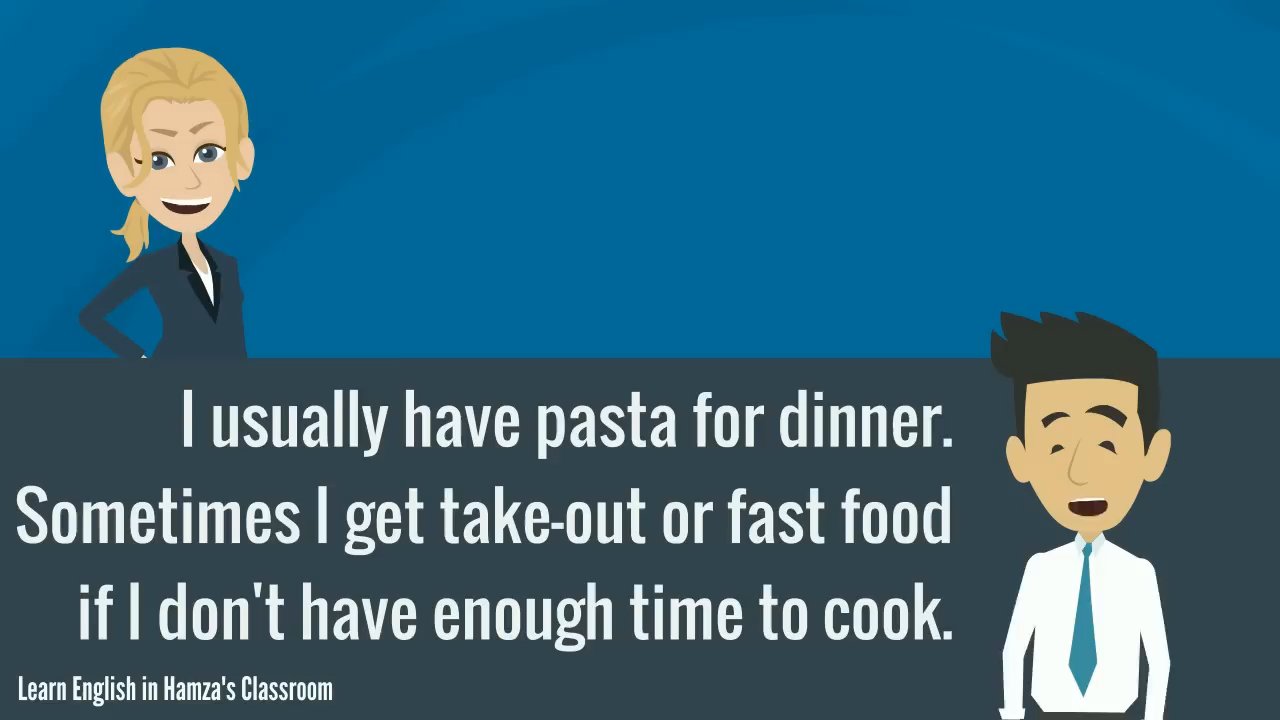 I usually have pasta for dinner.
Sometimes I get take-out or fast food
if I don't have enough time to cook.
Learn English in Hamza's Classroom